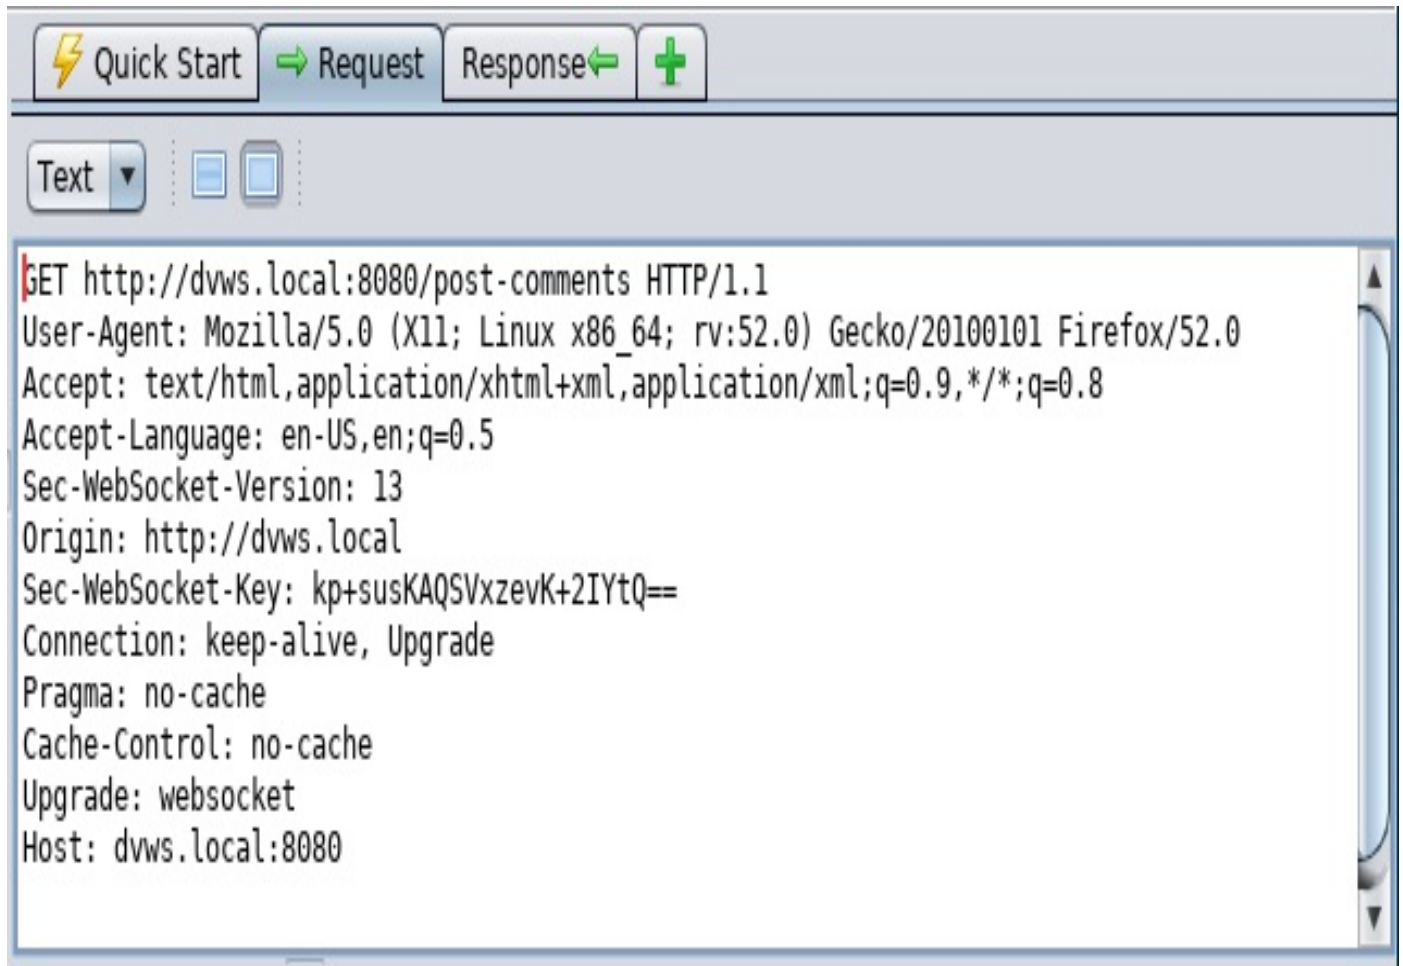 Quick Start Request Response
Text
GET http://dvws.local:8080/post-comments HTTP/1.1
User-Agent: Mozilla/5.0 (X11; Linux x86_64; rv:52.0) Gecko/20100101 Firefox/52.0
Accept: text/html,application/xhtml+xml,application/xml;q=0.9,*/*;q=0.8
Accept-Language: en-US,en;q=0.5
Sec-WebSocket-Version: 13
Origin: http://dvws.local
Sec-WebSocket-Key: kp+susKAQSVxzevK+2IYtQ==
Connection: keep-alive, Upgrade
Pragma: no-cache
Cache-Control: no-cache
Upgrade: websocket
Host: dvws.local:8080